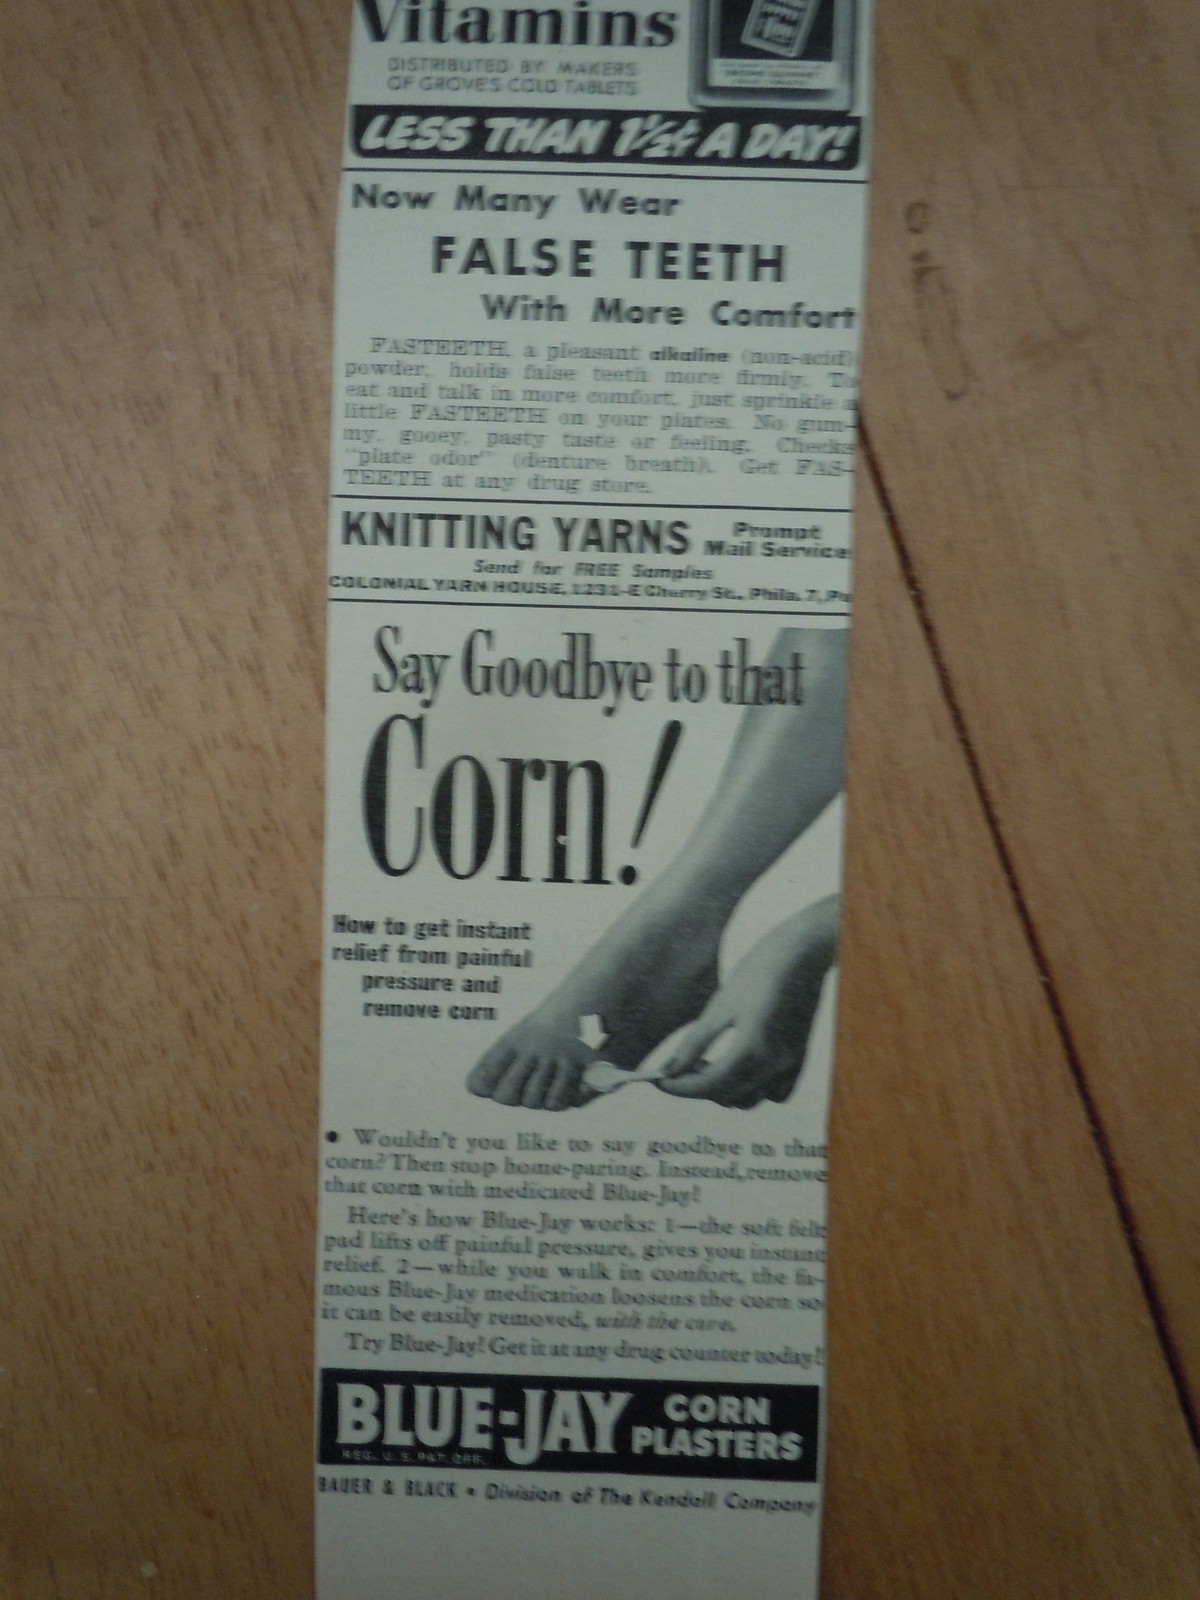 Vitamins
DISTRIBUTED BY MAKERS
OF GROVE'S COLD TABLETS
LESS THAN 1½¢ A DAY!
Now Many Wear
FALSE TEETH
With More Comfort
FASTEETH, a pleasant alkaline (non-acid)
powder, holds false teeth more firmly. To
eat and talk in more comfort, just sprinkle a
little FASTEETH on your plates. No gum-
my, gooey, pasty taste or feeling. Checks
"plate odor" (denture breath). Get FAS-
TEETH at any drug store.
KNITTING YARNS Prompt
Mail Service
Send for FREE Samples
COLONIAL YARN HOUSE, 1231-E Cherry St., Phila. 7, Pa
Say Goodbye to that
Corn!
How to get instant
relief from painful
pressure and
remove corn
• Wouldn't you like to say goodbye to that
corn? Then stop home-paring. Instead, remove
that corn with medicated Blue-Jay!
Here's how Blue-Jay works: 1—the soft felt
pad lifts off painful pressure, gives you instant
relief. 2—while you walk in comfort, the fa-
mous Blue-Jay medication loosens the corn so
it can be easily removed, with the core.
Try Blue-Jay! Get it at any drug counter today!
BLUE-JAY CORN
PLASTERS
REG. U.S. PAT. OFF.
BAUER & BLACK • Division of The Kendall Company